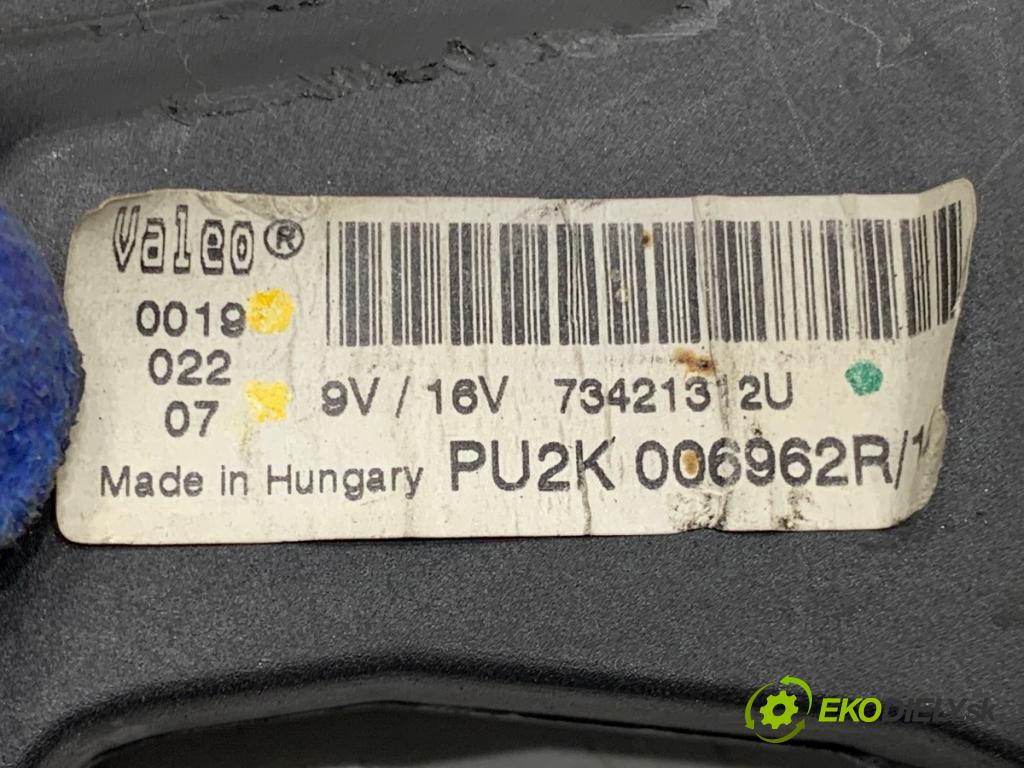 Valeo®
0019
022
07
9V / 16V 73421312U
Made in Hungary PU2K 006962R/1
EKODIELY.sk